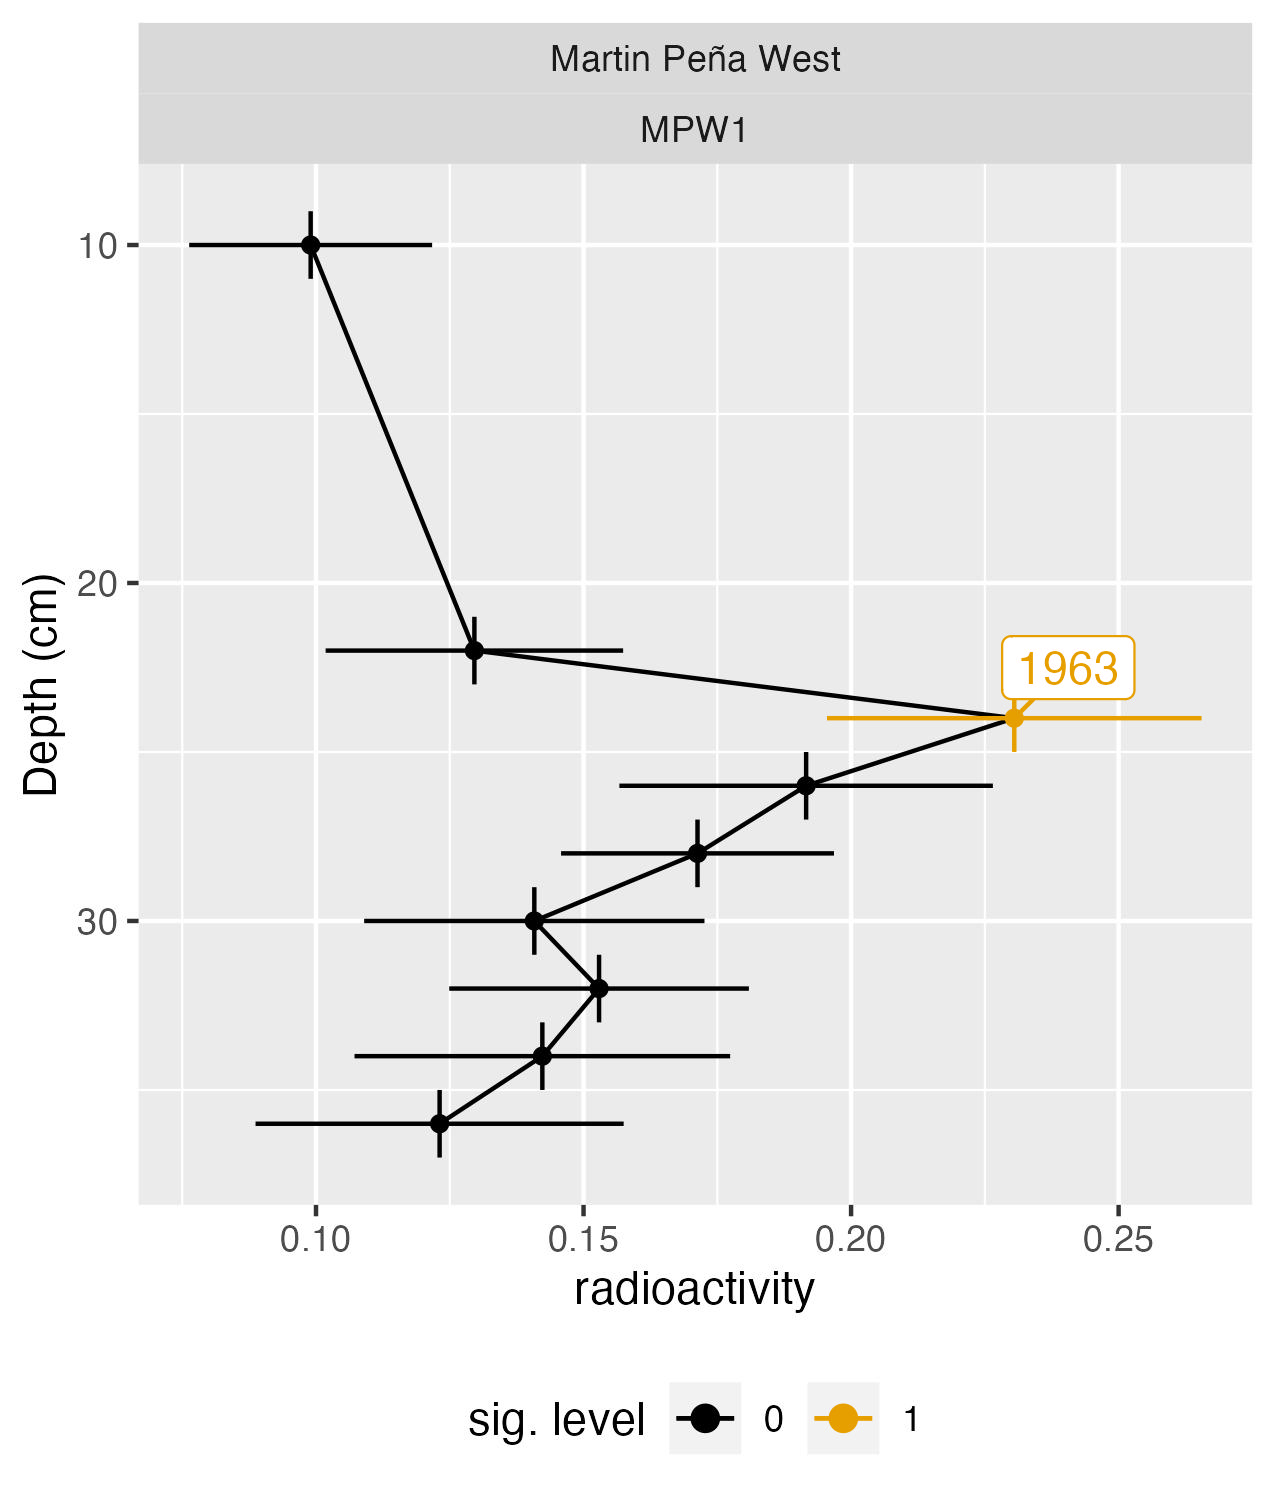 Martin Peña West
MPW1
10
20
30
Depth (cm)
1963
0.10 0.15 0.20 0.25
radioactivity
sig. level 0 1